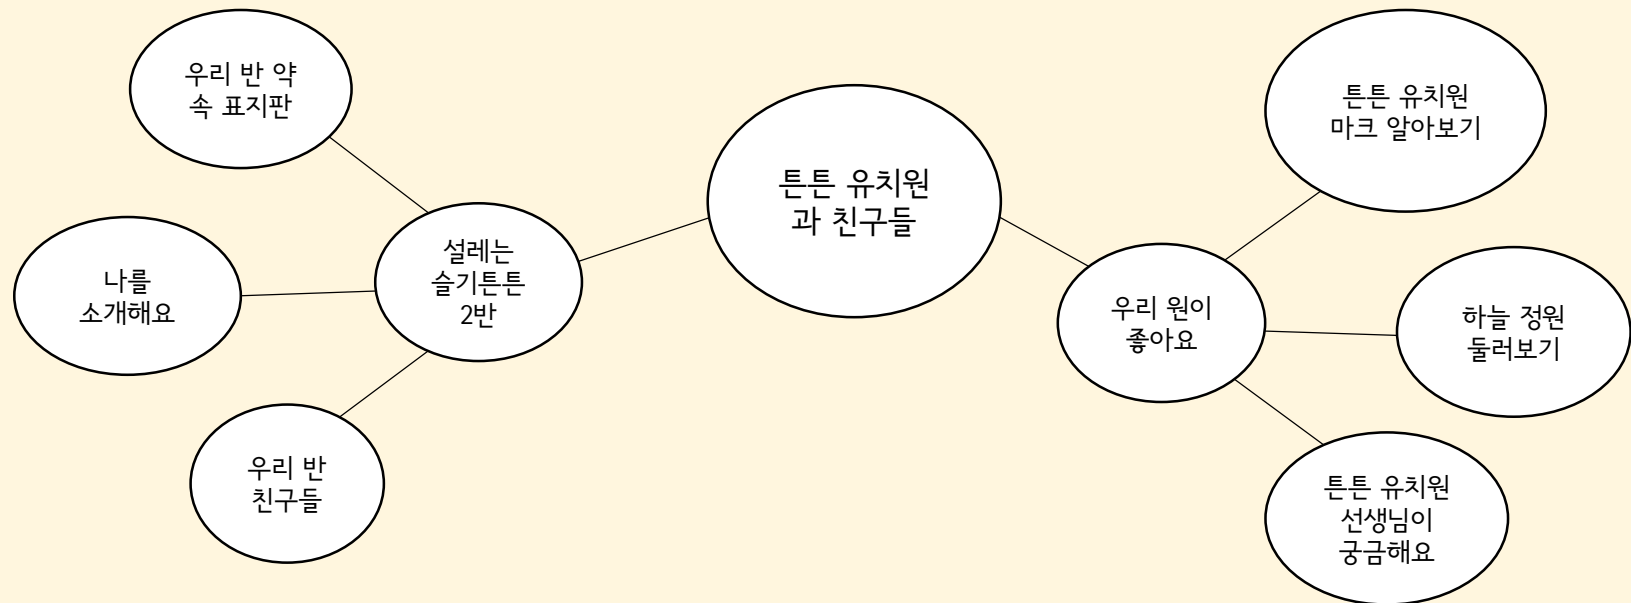 튼튼 유치원
과 친구들
설레는
슬기튼튼
2반
우리 반 약
속 표지판
나를
소개해요
우리 반
친구들
우리 원이
좋아요
튼튼 유치원
마크 알아보기
하늘 정원
둘러보기
튼튼 유치원
선생님이
궁금해요